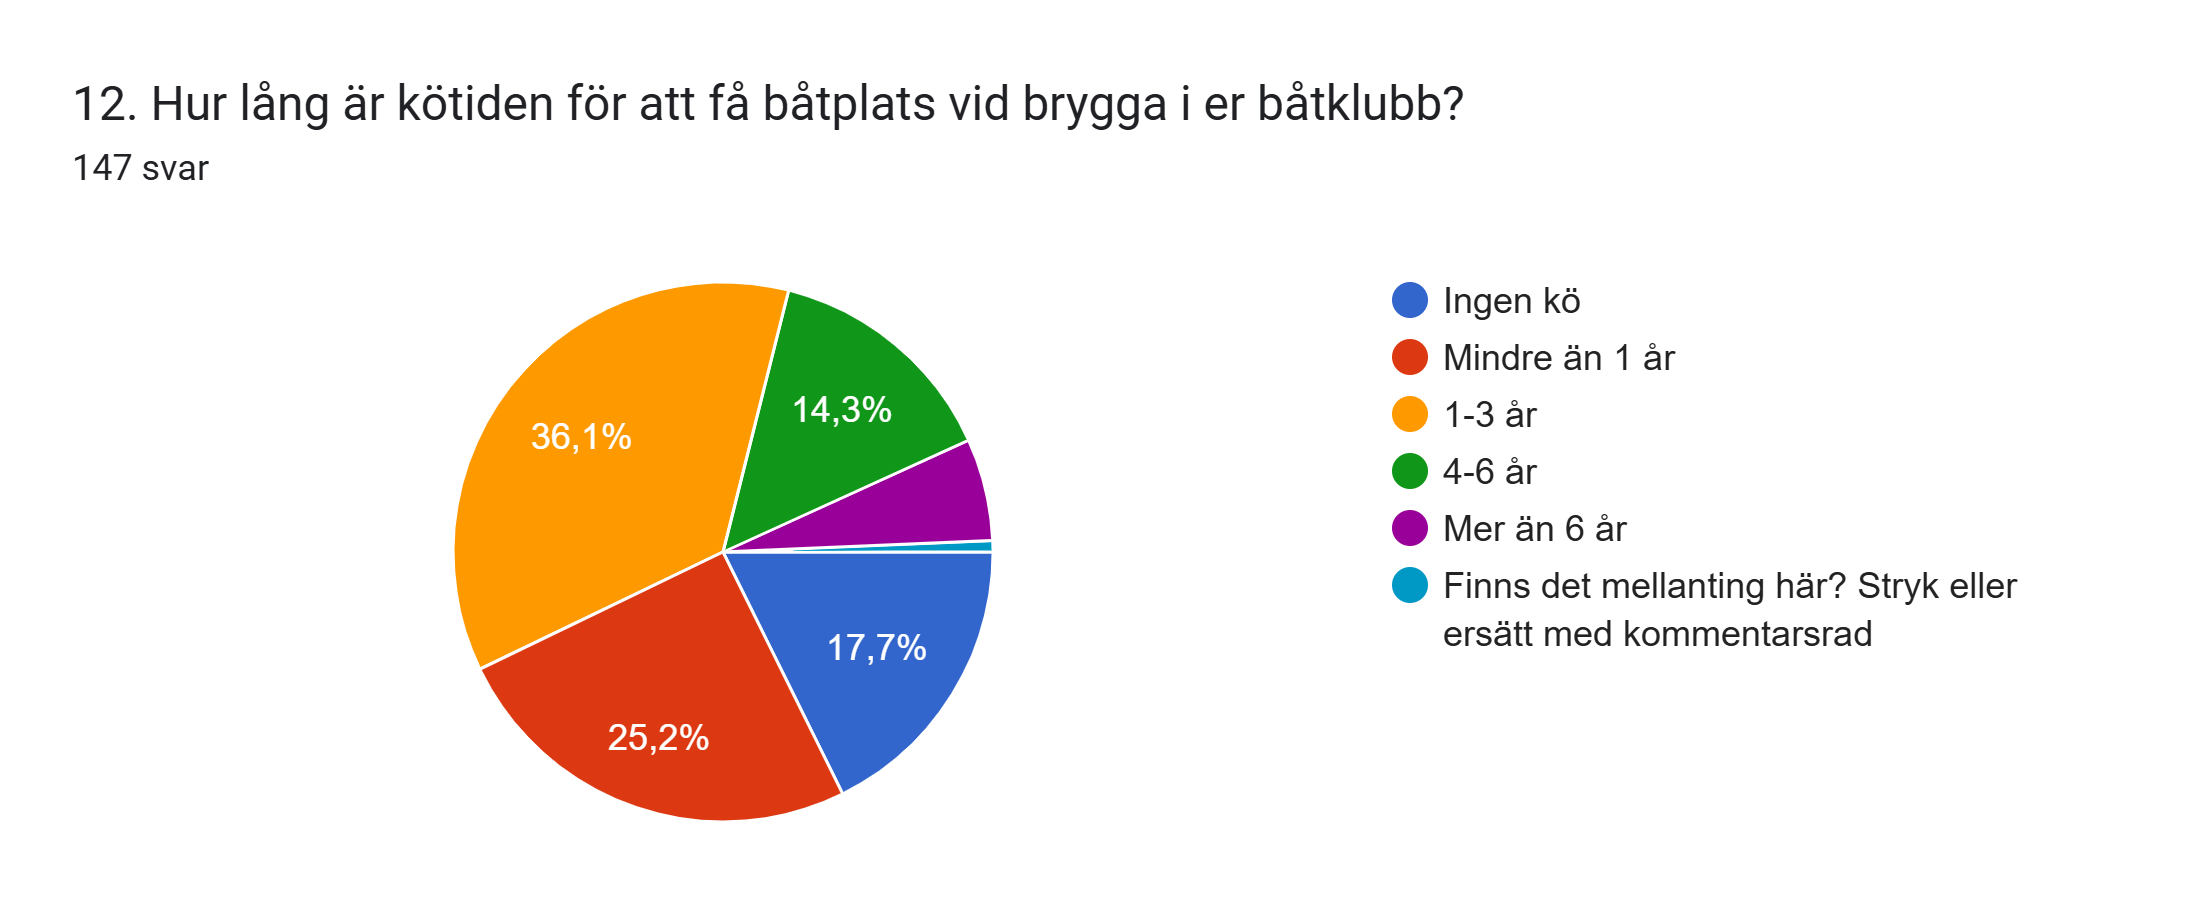 12. Hur lång är kötiden för att få båtplats vid brygga i er båtklubb?
147 svar
36,1%
14,3%
17,7%
25,2%
Ingen kö
Mindre än 1 år
1-3 år
4-6 år
Mer än 6 år
Finns det mellanting här? Stryk eller
ersätt med kommentarsrad